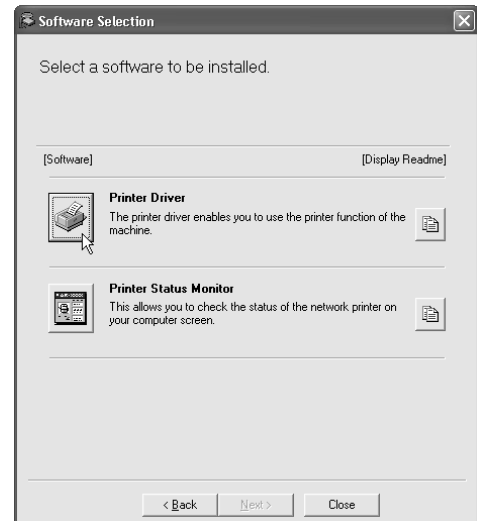 Software Selection
Select a software to be installed.
[Software] [Display Readme]
Printer Driver
The printer driver enables you to use the printer function of the
machine.
Printer Status Monitor
This allows you to check the status of the network printer on
your computer screen.
< Back Next > Close